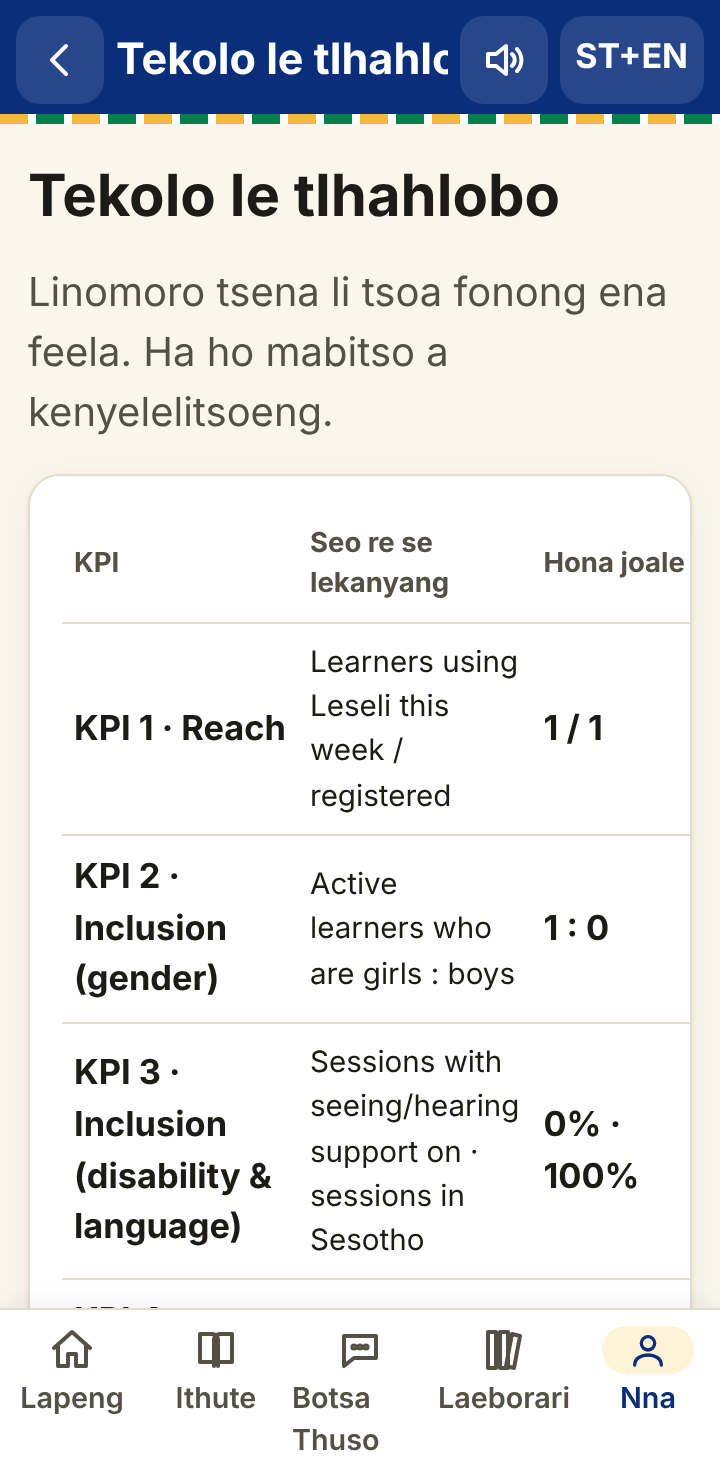 Tekolo le tlhahlo
ST+EN
Tekolo le tlhahlobo
Linomoro tsena li tsoa fonong ena
feela. Ha ho mabitso a
kenyelelitsoeng.
KPI
Seo re se
lekanyang
Hona joale
KPI 1 · Reach
Learners using
Leseli this
week /
registered
1 / 1
KPI 2 ·
Inclusion
(gender)
Active
learners who
are girls : boys
1 : 0
KPI 3 ·
Inclusion
(disability &
language)
Sessions with
seeing/hearing
support on ·
sessions in
Sesotho
0% ·
100%
Lapeng
Ithute
Botsa
Thuso
Laeborari
Nna